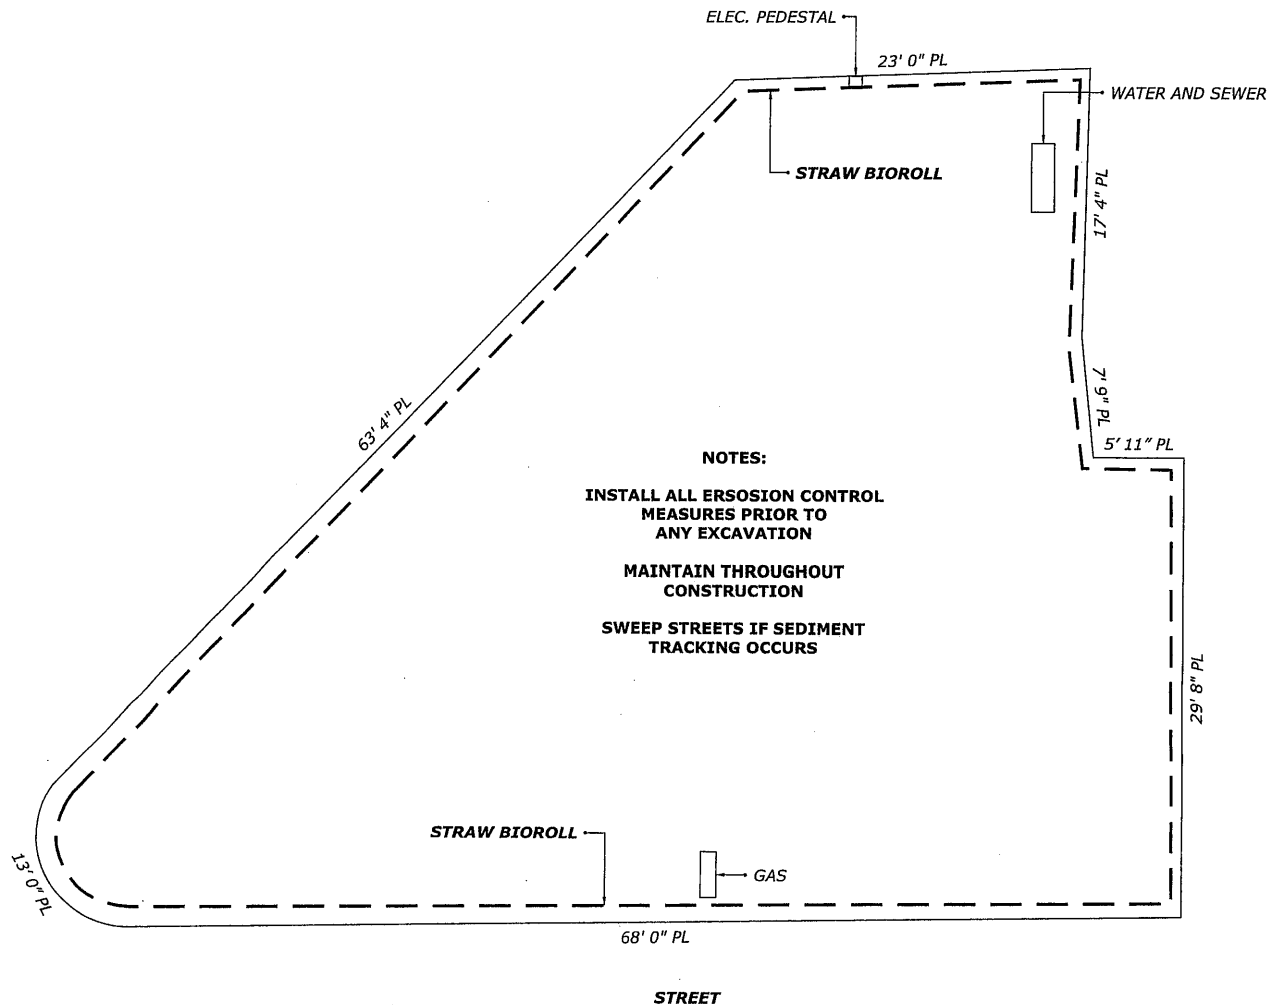 ELEC. PEDESTAL
23' 0" PL
WATER AND SEWER
STRAW BIOROLL
17' 4" PL
7' 9" PL
63' 4" PL
5' 11" PL
NOTES:
INSTALL ALL ERSOSION CONTROL
MEASURES PRIOR TO
ANY EXCAVATION
MAINTAIN THROUGHOUT
CONSTRUCTION
SWEEP STREETS IF SEDIMENT
TRACKING OCCURS
29' 8" PL
STRAW BIOROLL
GAS
13' 0" PL
68' 0" PL
STREET